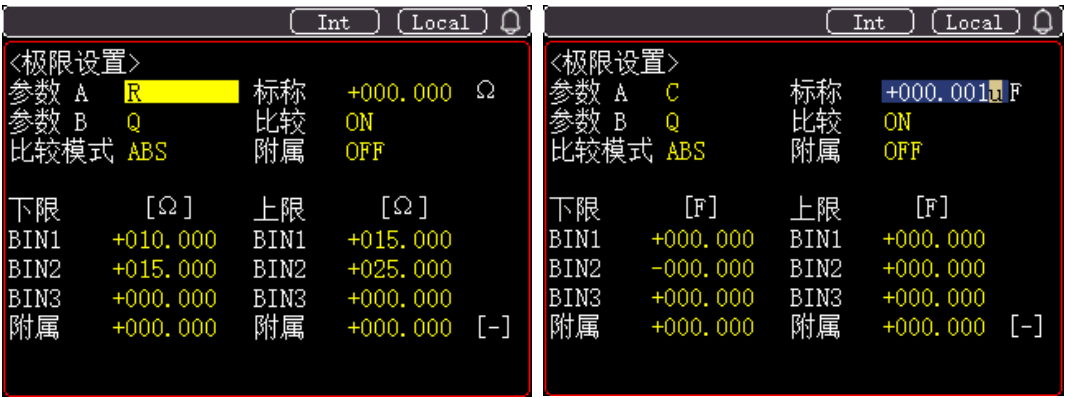 Int Local
<极限设置>
参数 A R 标称 +000.000 Ω
参数 B Q 比较 ON
比较模式 ABS 附属 OFF
下限 [Ω] 上限 [Ω]
BIN1 +010.000 BIN1 +015.000
BIN2 +015.000 BIN2 +025.000
BIN3 +000.000 BIN3 +000.000
附属 +000.000 附属 +000.000 [-]
Int Local
<极限设置>
参数 A C 标称 +000.001u F
参数 B Q 比较 ON
比较模式 ABS 附属 OFF
下限 [F] 上限 [F]
BIN1 +000.000 BIN1 +000.000
BIN2 -000.000 BIN2 +000.000
BIN3 +000.000 BIN3 +000.000
附属 +000.000 附属 +000.000 [-]